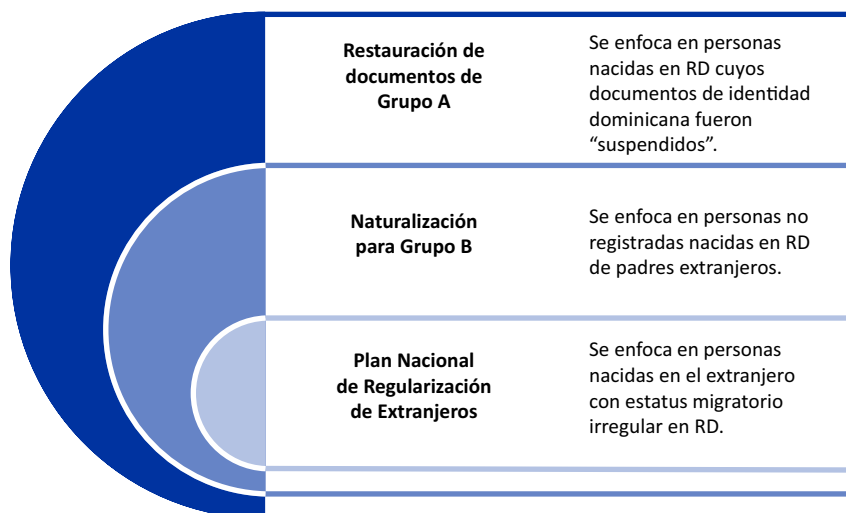 Restauración de
documentos de
Grupo A
Se enfoca en personas
nacidas en RD cuyos
documentos de identidad
dominicana fueron
“suspendidos”.
Naturalización
para Grupo B
Se enfoca en personas no
registradas nacidas en RD
de padres extranjeros.
Plan Nacional
de Regularización
de Extranjeros
Se enfoca en personas
nacidas en el extranjero
con estatus migratorio
irregular en RD.